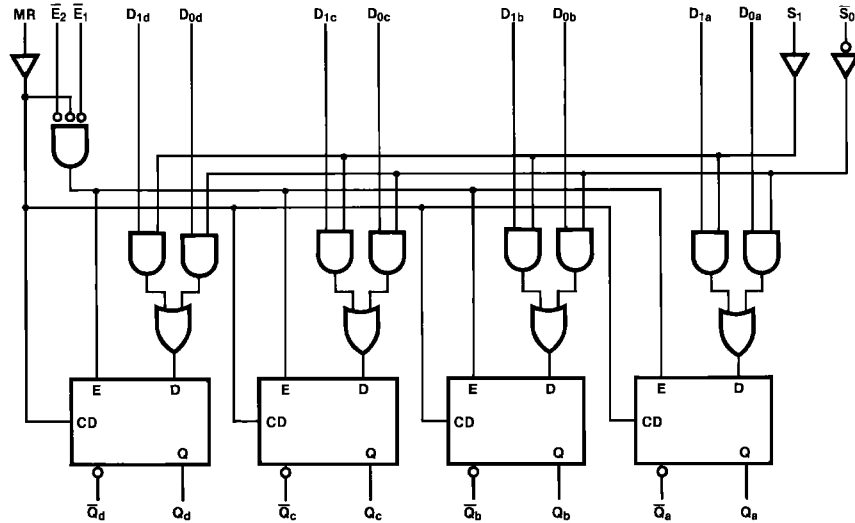 MR E̅₂ E̅₁ D₁d D₀d D₁c D₀c D₁b D₀b D₁a D₀a S₁ S̅₀
E D E D E D E D
CD CD CD CD
Q Q Q Q
Q̅d Qd Q̅c Qc Q̅b Qb Q̅a Qa